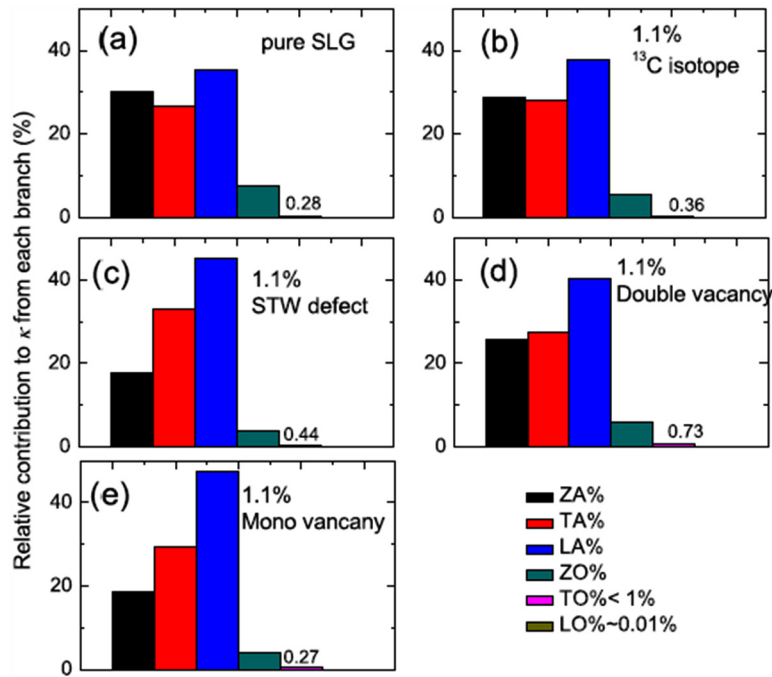 Relative contribution to κ from each branch (%)
(a)
pure SLG
40
20
0
0.28
(b)
1.1%
¹³C isotope
40
20
0
0.36
(c)
1.1%
STW defect
40
20
0
0.44
(d)
1.1%
Double vacancy
40
20
0
0.73
(e)
1.1%
Mono vancany
40
20
0
0.27
ZA%
TA%
LA%
ZO%
TO%< 1%
LO%~0.01%